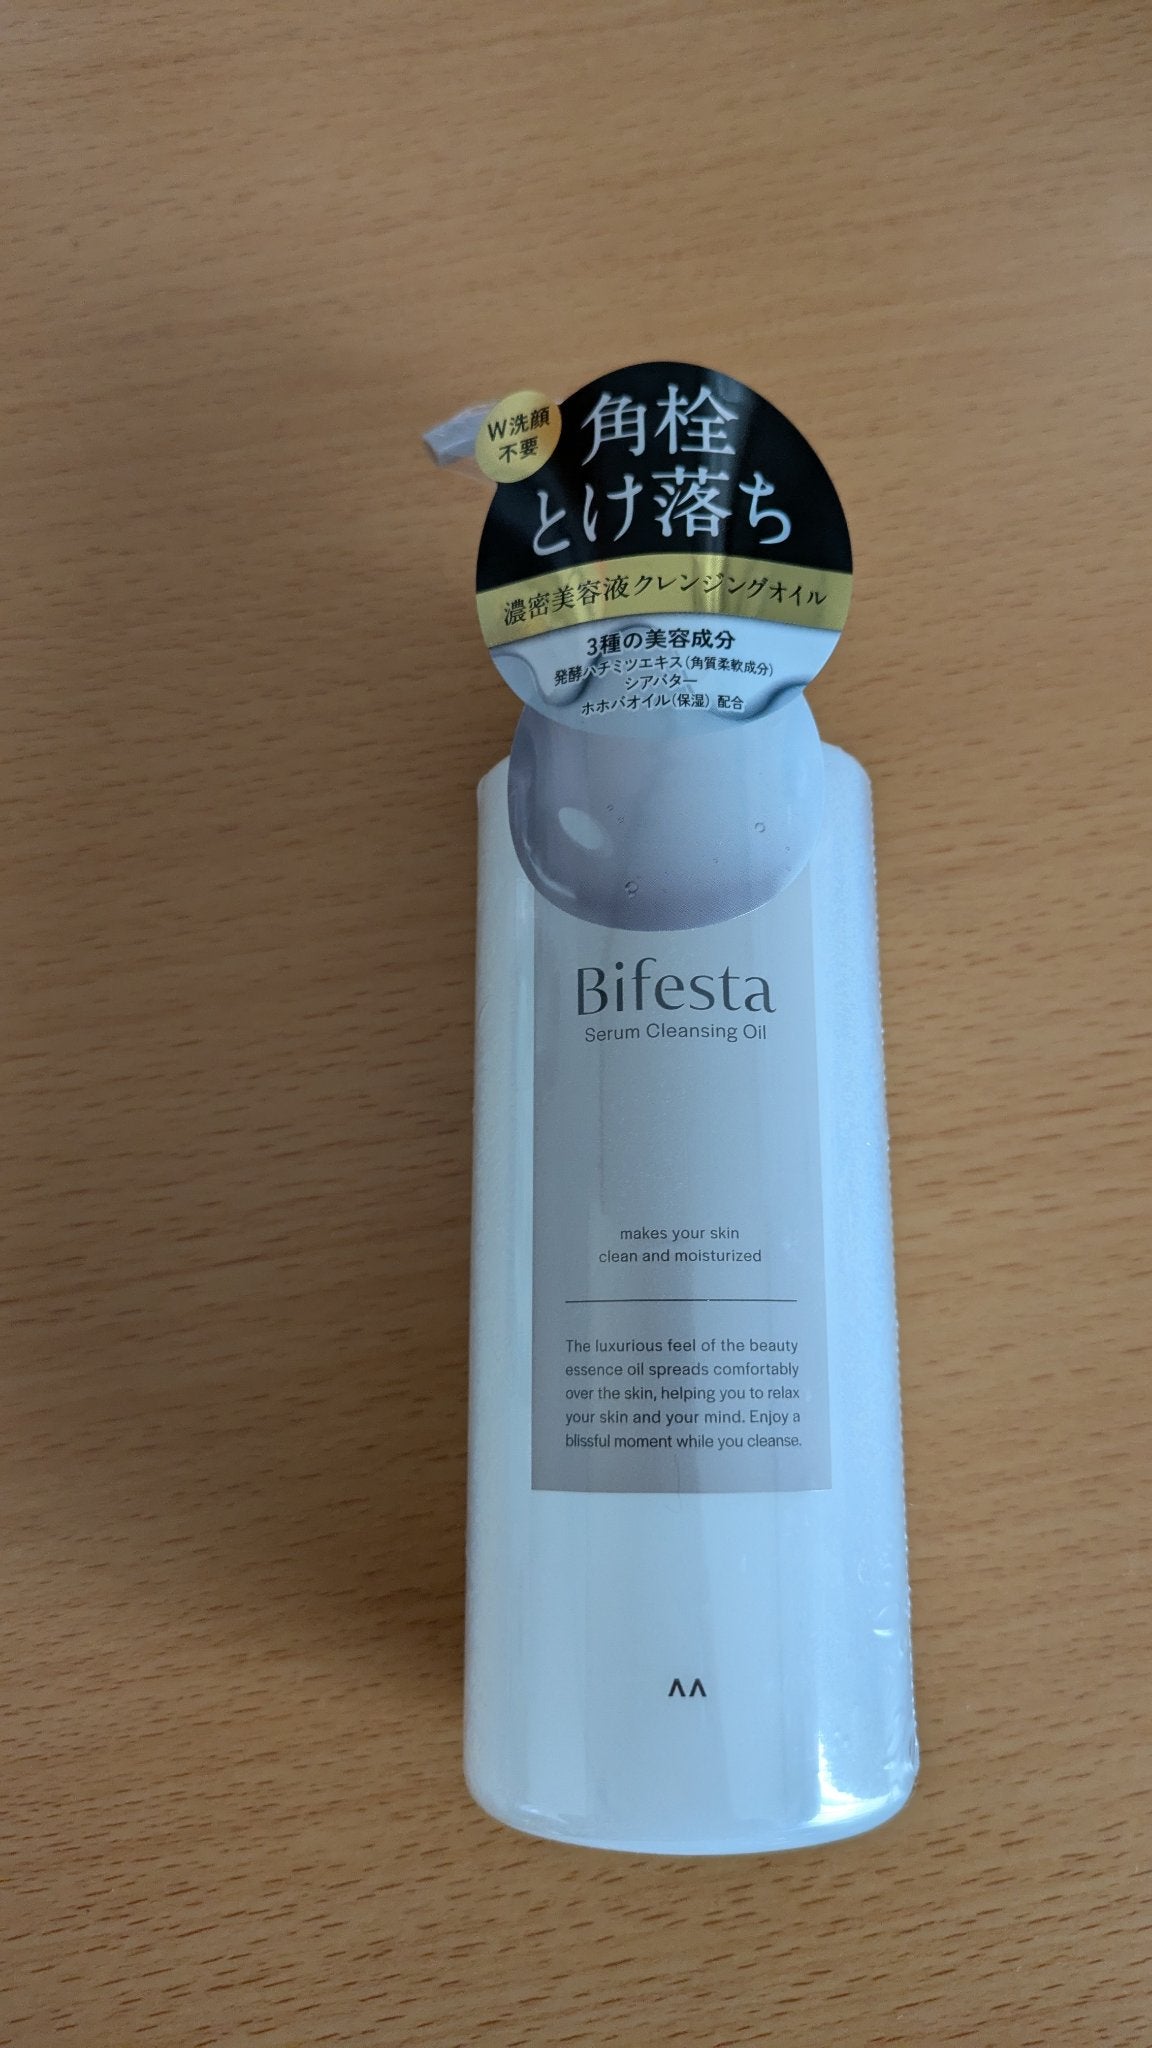 W洗顔
不要
角栓
とけ落ち
濃密美容液クレンジングオイル
3種の美容成分
発酵ハチミツエキス(角質柔軟成分)
シアバター
ホホバオイル(保湿) 配合
Bifesta
Serum Cleansing Oil
makes your skin
clean and moisturized
The luxurious feel of the beauty
essence oil spreads comfortably
over the skin, helping you to relax
your skin and your mind. Enjoy a
blissful moment while you cleanse.